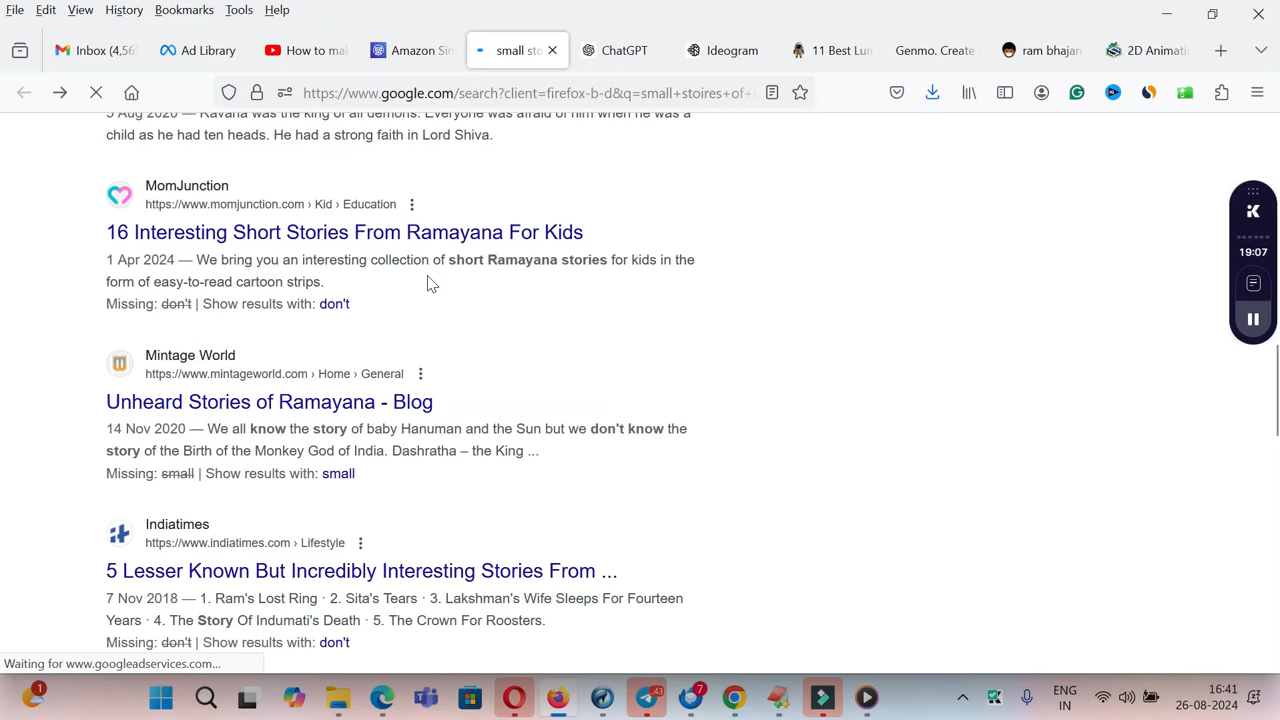 File Edit View History Bookmarks Tools Help
Inbox (4,56 Ad Library How to ma Amazon Si small sto ChatGPT Ideogram 11 Best Lu Genmo. Create ram bhajan 2D Animati
https://www.google.com/search?client=firefox-b-d&q=small+stoires+of+
5 Aug 2020 — Ravana was the king of all demons. Everyone was afraid of him when he was a
child as he had ten heads. He had a strong faith in Lord Shiva.
MomJunction
https://www.momjunction.com › Kid › Education
16 Interesting Short Stories From Ramayana For Kids
1 Apr 2024 — We bring you an interesting collection of short Ramayana stories for kids in the
form of easy-to-read cartoon strips.
Missing: don't | Show results with: don't
19:07
Mintage World
https://www.mintageworld.com › Home › General
Unheard Stories of Ramayana - Blog
14 Nov 2020 — We all know the story of baby Hanuman and the Sun but we don't know the
story of the Birth of the Monkey God of India. Dashratha – the King ...
Missing: small | Show results with: small
Indiatimes
https://www.indiatimes.com › Lifestyle
5 Lesser Known But Incredibly Interesting Stories From ...
7 Nov 2018 — 1. Ram's Lost Ring · 2. Sita's Tears · 3. Lakshman's Wife Sleeps For Fourteen
Years · 4. The Story Of Indumati's Death · 5. The Crown For Roosters.
Missing: don't | Show results with: don't
Waiting for www.googleadservices.com...
1 43 7 ENG 16:41
IN 26-08-2024